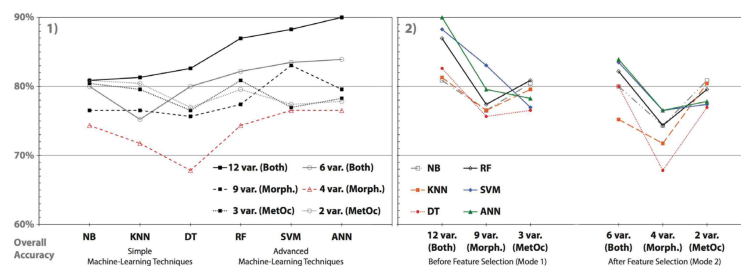 90%
80%
70%
60%
1)
12 var. (Both)
6 var. (Both)
9 var. (Morph.)
4 var. (Morph.)
3 var. (MetOc)
2 var. (MetOc)
Overall
Accuracy
NB KNN DT RF SVM ANN
Simple
Machine-Learning Techniques
Advanced
Machine-Learning Techniques
2)
NB RF
KNN SVM
DT ANN
12 var.
(Both)
9 var.
(Morph.)
3 var.
(MetOc)
Before Feature Selection (Mode 1)
6 var.
(Both)
4 var.
(Morph.)
2 var.
(MetOc)
After Feature Selection (Mode 2)